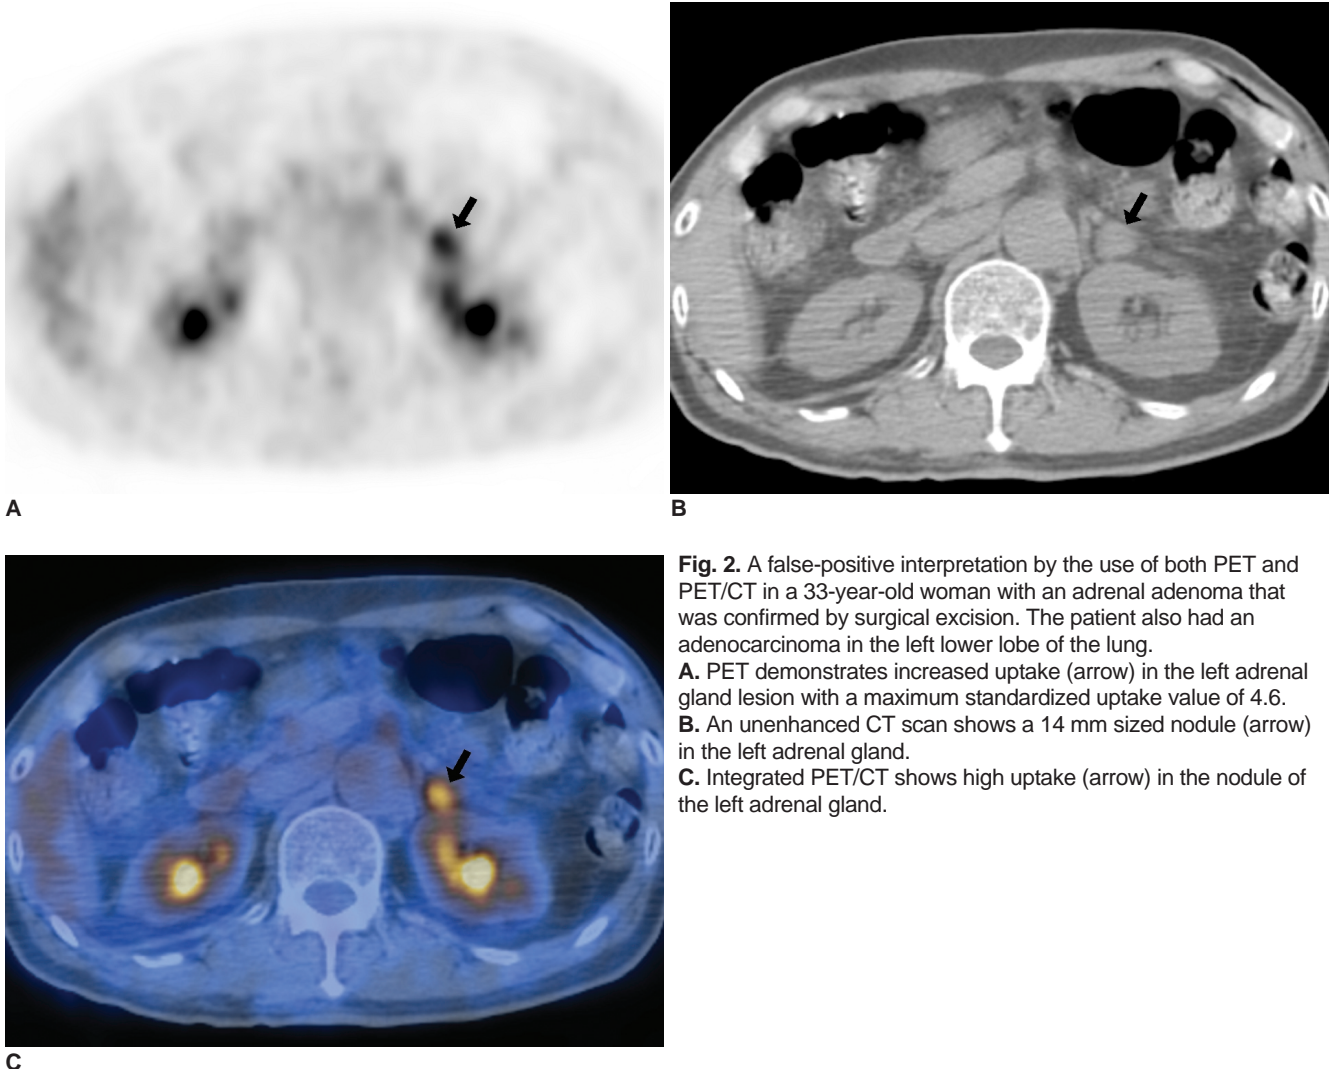 A
B
Fig. 2. A false-positive interpretation by the use of both PET and
PET/CT in a 33-year-old woman with an adrenal adenoma that
was confirmed by surgical excision. The patient also had an
adenocarcinoma in the left lower lobe of the lung.
A. PET demonstrates increased uptake (arrow) in the left adrenal
gland lesion with a maximum standardized uptake value of 4.6.
B. An unenhanced CT scan shows a 14 mm sized nodule (arrow)
in the left adrenal gland.
C. Integrated PET/CT shows high uptake (arrow) in the nodule of
the left adrenal gland.
C